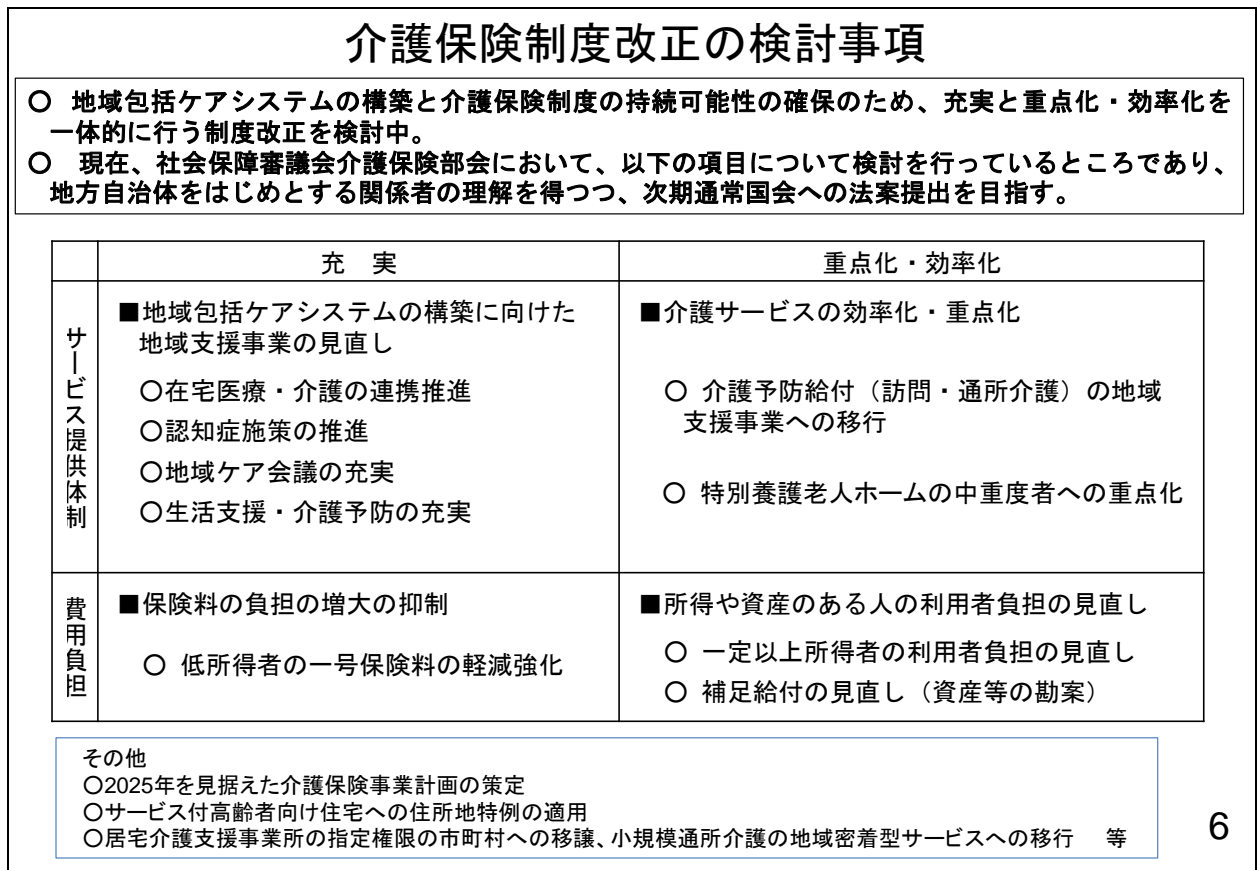 介護保険制度改正の検討事項
○ 地域包括ケアシステムの構築と介護保険制度の持続可能性の確保のため、充実と重点化・効率化を
一体的に行う制度改正を検討中。
○ 現在、社会保障審議会介護保険部会において、以下の項目について検討を行っているところであり、
地方自治体をはじめとする関係者の理解を得つつ、次期通常国会への法案提出を目指す。
充 実
重点化・効率化
サービス提供体制
■地域包括ケアシステムの構築に向けた
地域支援事業の見直し
○在宅医療・介護の連携推進
○認知症施策の推進
○地域ケア会議の充実
○生活支援・介護予防の充実
■介護サービスの効率化・重点化
○ 介護予防給付（訪問・通所介護）の地域
支援事業への移行
○ 特別養護老人ホームの中重度者への重点化
費用負担
■保険料の負担の増大の抑制
○ 低所得者の一号保険料の軽減強化
■所得や資産のある人の利用者負担の見直し
○ 一定以上所得者の利用者負担の見直し
○ 補足給付の見直し（資産等の勘案）
その他
○2025年を見据えた介護保険事業計画の策定
○サービス付高齢者向け住宅への住所地特例の適用
○居宅介護支援事業所の指定権限の市町村への移譲、小規模通所介護の地域密着型サービスへの移行 等
6